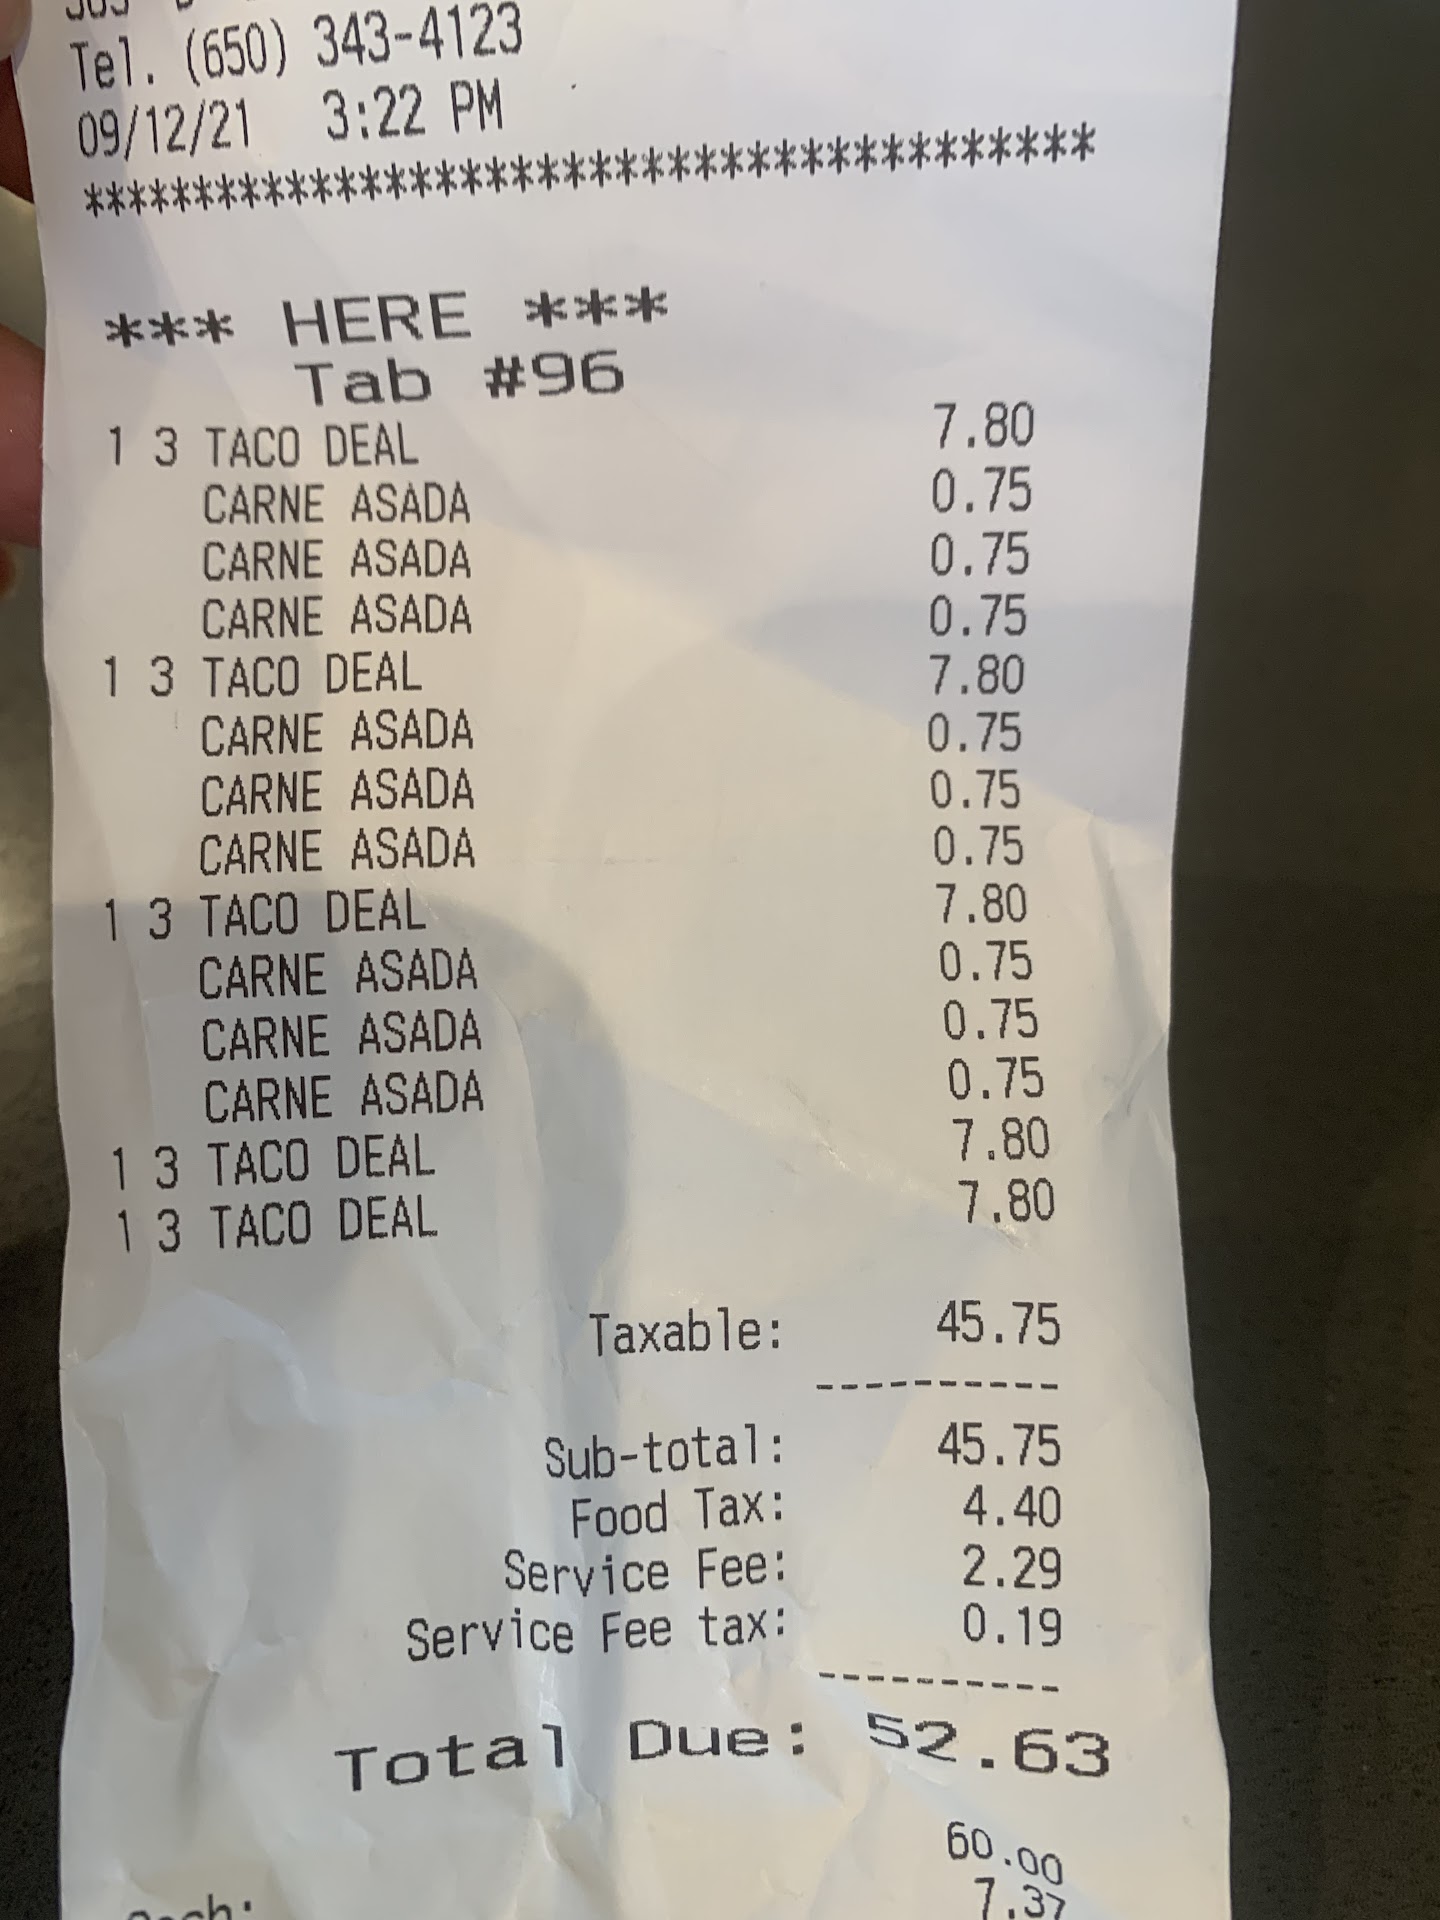 Tel. (650) 343-4123
09/12/21 3:22 PM
***************************************
*** HERE ***
Tab #96
1 3 TACO DEAL 7.80
CARNE ASADA 0.75
CARNE ASADA 0.75
CARNE ASADA 0.75
1 3 TACO DEAL 7.80
CARNE ASADA 0.75
CARNE ASADA 0.75
CARNE ASADA 0.75
1 3 TACO DEAL 7.80
CARNE ASADA 0.75
CARNE ASADA 0.75
CARNE ASADA 0.75
1 3 TACO DEAL 7.80
1 3 TACO DEAL 7.80
Taxable: 45.75
----------
Sub-total: 45.75
Food Tax: 4.40
Service Fee: 2.29
Service Fee tax: 0.19
----------
Total Due: 52.63
60.00
Cash: 7.37